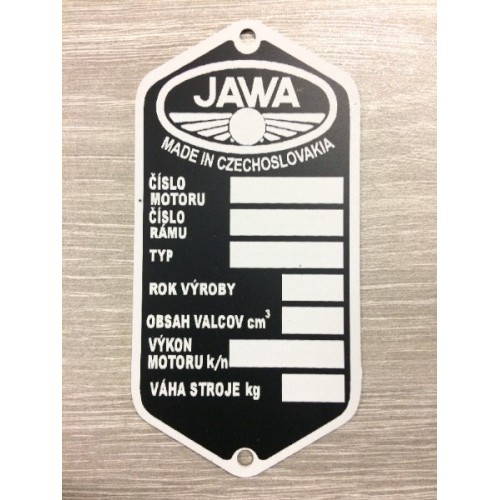 JAWA
MADE IN CZECHOSLOVAKIA
ČÍSLO
MOTORU
ČÍSLO
RÁMU
TYP
ROK VÝROBY
OBSAH VALCOV cm³
VÝKON
MOTORU k/n
VÁHA STROJE kg